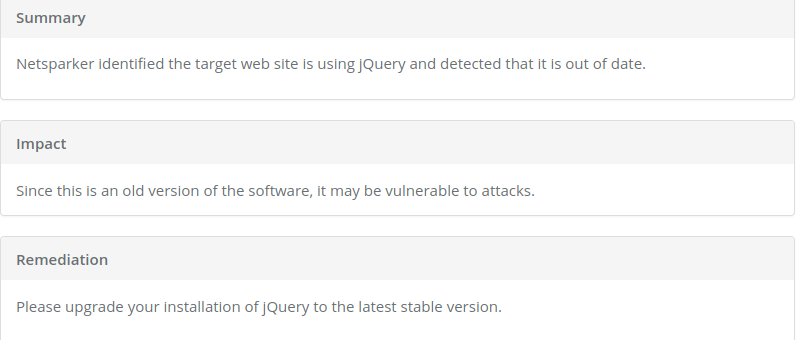 Summary
Netsparker identified the target web site is using jQuery and detected that it is out of date.
Impact
Since this is an old version of the software, it may be vulnerable to attacks.
Remediation
Please upgrade your installation of jQuery to the latest stable version.